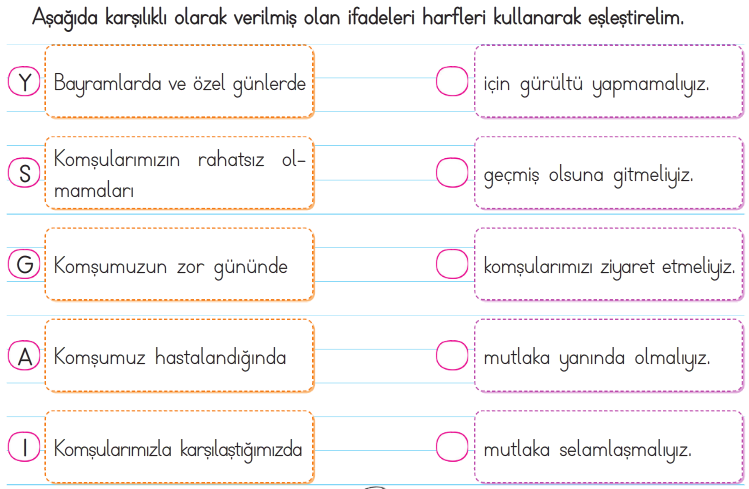 Aşağıda karşılıklı olarak verilmiş olan ifadeleri harfleri kullanarak eşleştirelim.
Y Bayramlarda ve özel günlerde
için gürültü yapmamalıyız.
S Komşularımızın rahatsız ol-
mamaları
geçmiş olsuna gitmeliyiz.
G Komşumuzun zor gününde
komşularımızı ziyaret etmeliyiz.
A Komşumuz hastalandığında
mutlaka yanında olmalıyız.
I Komşularımızla karşılaştığımızda
mutlaka selamlaşmalıyız.